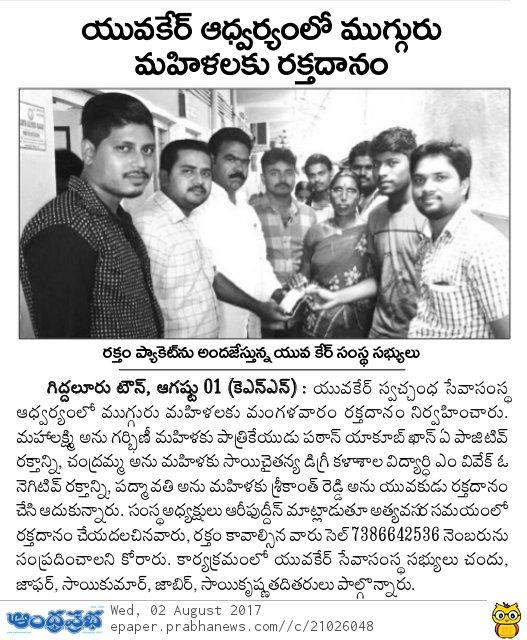 యువకేర్ ఆధ్వర్యంలో ముగ్గురు
మహిళలకు రక్తదానం
రక్తం ప్యాకెట్‌ను అందజేస్తున్న యువ కేర్ సంస్థ సభ్యులు
గిద్దలూరు టౌన్, ఆగష్టు 01 (కెఎన్ఎన్) : యువకేర్ స్వచ్ఛంద సేవాసంస్థ
ఆధ్వర్యంలో ముగ్గురు మహిళలకు మంగళవారం రక్తదానం నిర్వహించారు.
మహాలక్ష్మి అను గర్భిణీ మహిళకు పాత్రికేయుడు పఠాన్ యాకూబ్ ఖాన్ ఏ పాజిటివ్
రక్తాన్ని, చంద్రమ్మ అను మహిళకు సాయిచైతన్య డిగ్రీ కళాశాల విద్యార్థి ఎం వివేక్ ఓ
నెగిటివ్ రక్తాన్ని, పద్మావతి అను మహిళకు శ్రీకాంత్ రెడ్డి అను యువకుడు రక్తదానం
చేసి ఆదుకున్నారు. సంస్థ అధ్యక్షులు ఆరీఫుద్దీన్ మాట్లాడుతూ అత్యవసర సమయంలో
రక్తదానం చేయదలచినవారు, రక్తం కావాల్సిన వారు సెల్ 7386642536 నెంబరును
సంప్రదించాలని కోరారు. కార్యక్రమంలో యువకేర్ సేవాసంస్థ సభ్యులు చందు,
జాఫర్, సాయికుమార్, జాబిర్, సాయికృష్ణ తదితరులు పాల్గొన్నారు.
ఆంధ్రప్రభ Wed, 02 August 2017
epaper.prabhanews.com//c/21026048